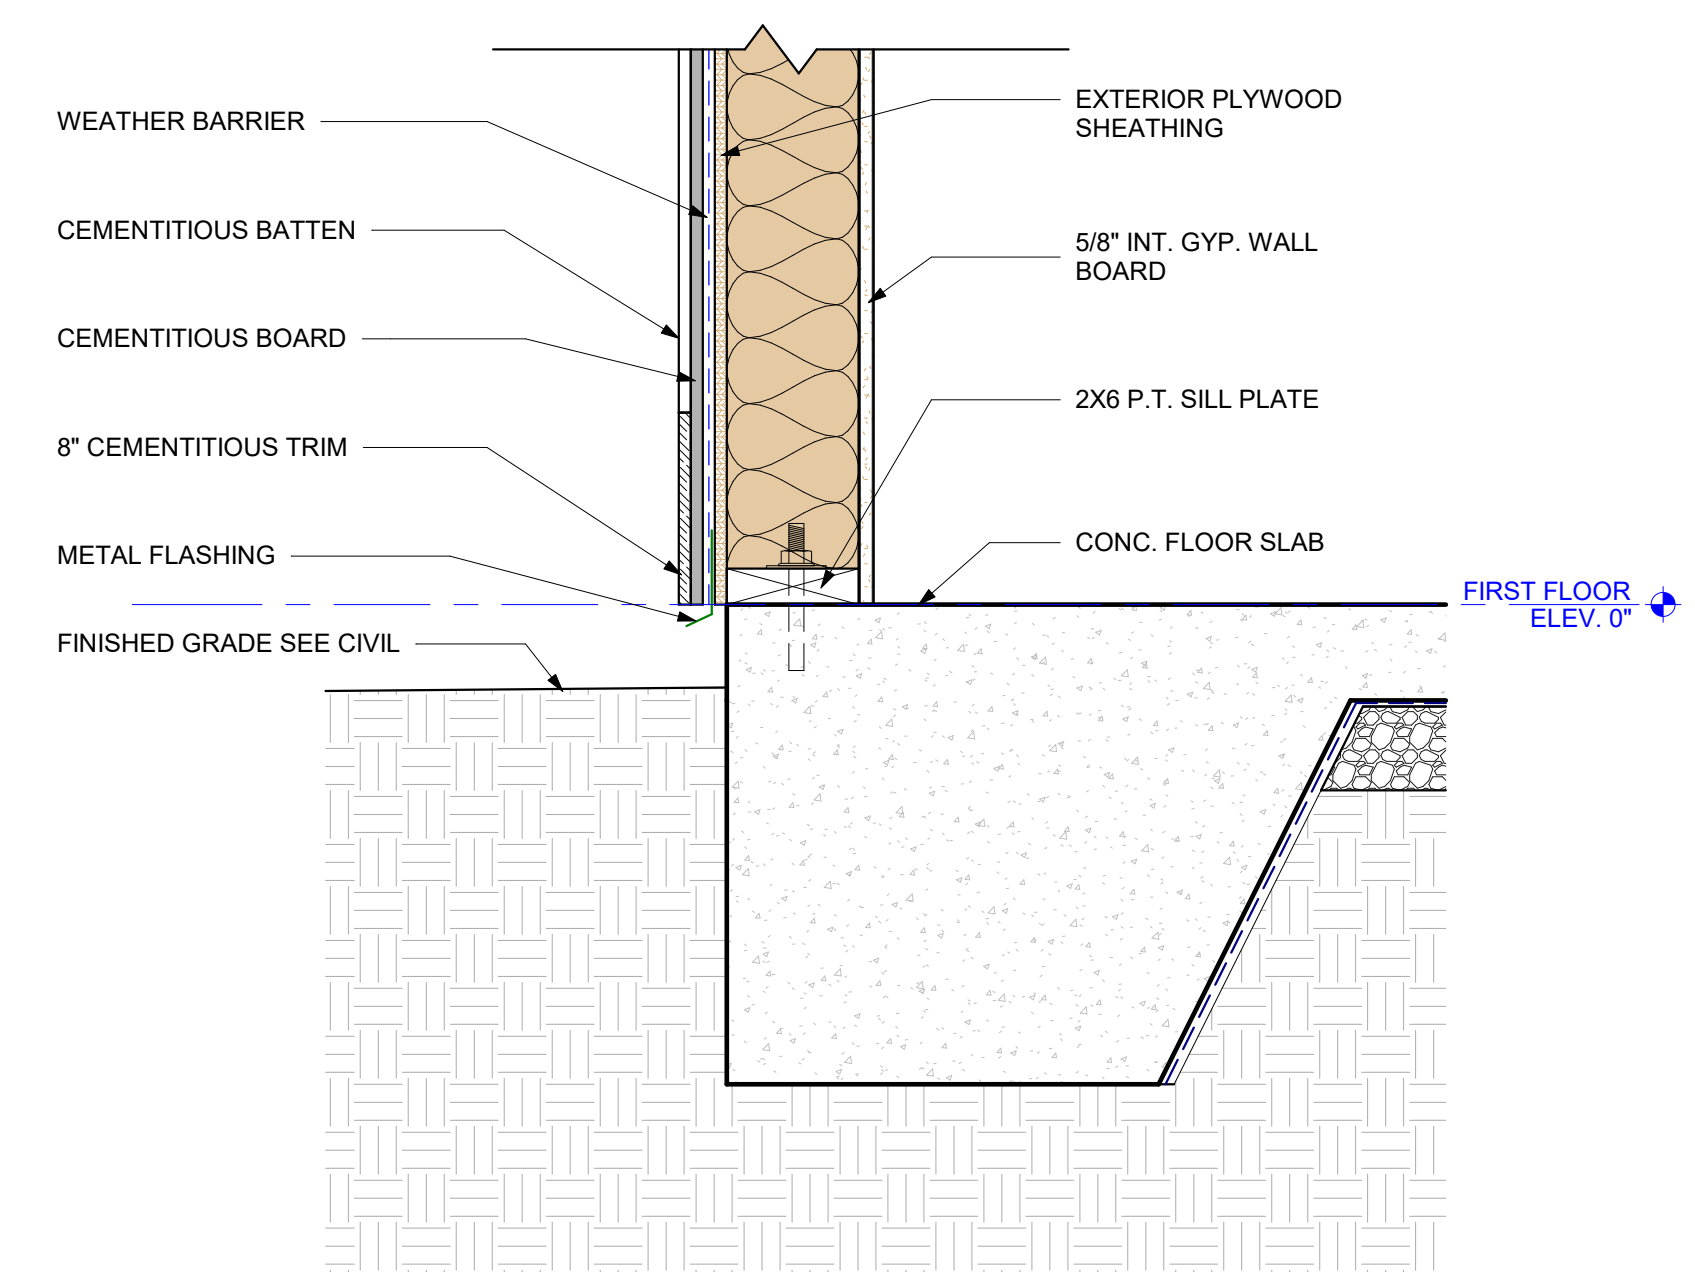 WEATHER BARRIER
CEMENTITIOUS BATTEN
CEMENTITIOUS BOARD
8" CEMENTITIOUS TRIM
METAL FLASHING
FINISHED GRADE SEE CIVIL
EXTERIOR PLYWOOD
SHEATHING
5/8" INT. GYP. WALL
BOARD
2X6 P.T. SILL PLATE
CONC. FLOOR SLAB
FIRST FLOOR
ELEV. 0"